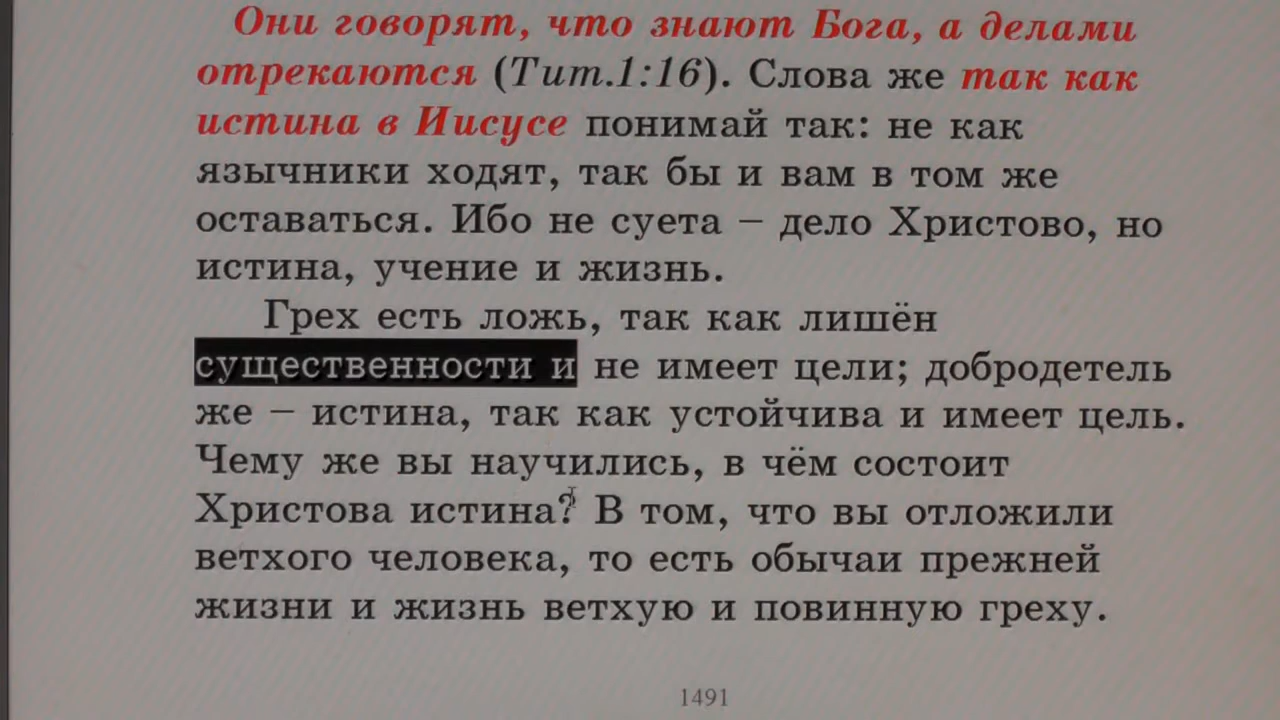 Они говорят, что знают Бога, а делами
отрекаются (Тит.1:16). Слова же так как
истина в Иисусе понимай так: не как
язычники ходят, так бы и вам в том же
оставаться. Ибо не суета – дело Христово, но
истина, учение и жизнь.
Грех есть ложь, так как лишён
существенности и не имеет цели; добродетель
же – истина, так как устойчива и имеет цель.
Чему же вы научились, в чём состоит
Христова истина? В том, что вы отложили
ветхого человека, то есть обычаи прежней
жизни и жизнь ветхую и повинную греху.
1491